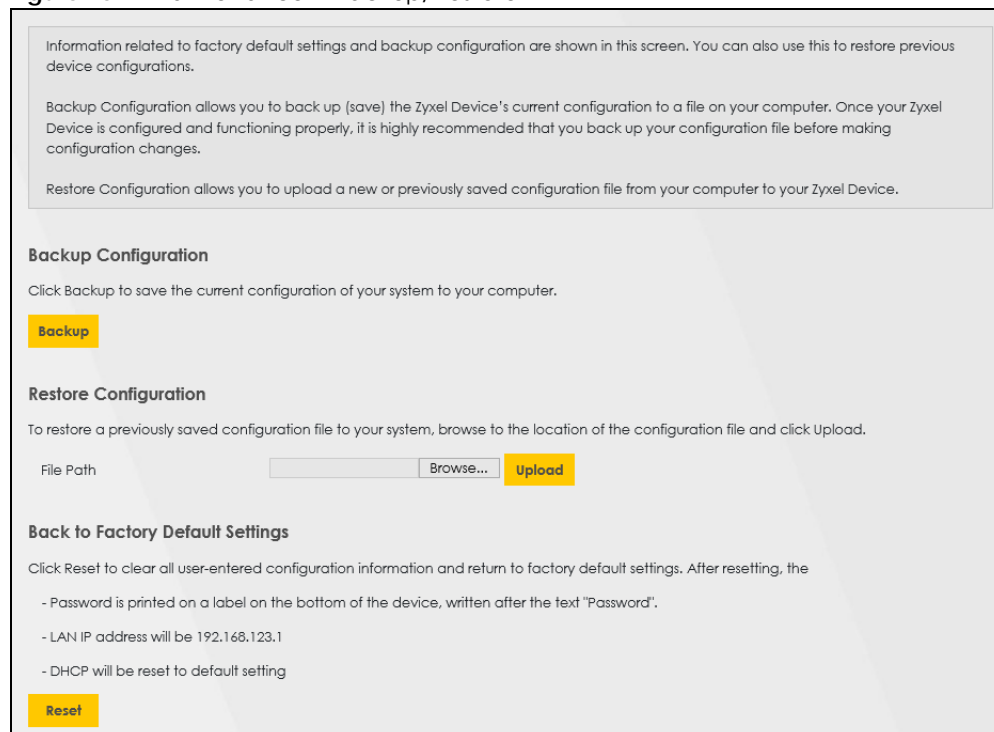 Information related to factory default settings and backup configuration are shown in this screen. You can also use this to restore previous
device configurations.
Backup Configuration allows you to back up (save) the Zyxel Device's current configuration to a file on your computer. Once your Zyxel
Device is configured and functioning properly, it is highly recommended that you back up your configuration file before making
configuration changes.
Restore Configuration allows you to upload a new or previously saved configuration file from your computer to your Zyxel Device.
Backup Configuration
Click Backup to save the current configuration of your system to your computer.
Backup
Restore Configuration
To restore a previously saved configuration file to your system, browse to the location of the configuration file and click Upload.
File Path Browse... Upload
Back to Factory Default Settings
Click Reset to clear all user-entered configuration information and return to factory default settings. After resetting, the
- Password is printed on a label on the bottom of the device, written after the text "Password".
- LAN IP address will be 192.168.123.1
- DHCP will be reset to default setting
Reset